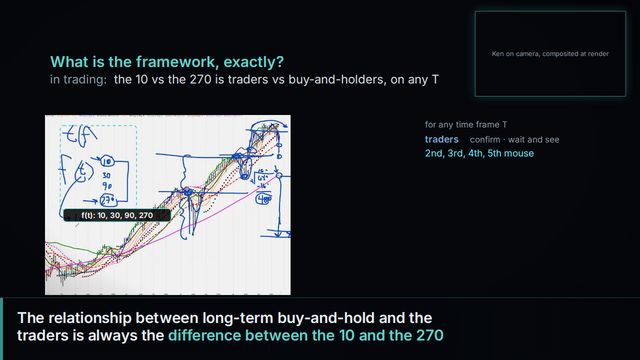 Ken on camera, composited at render
What is the framework, exactly?
in trading: the 10 vs the 270 is traders vs buy-and-holders, on any T
for any time frame T
traders confirm · wait and see
2nd, 3rd, 4th, 5th mouse
10
30
90
270
f(t): 10, 30, 90, 270
The relationship between long-term buy-and-hold and the
traders is always the difference between the 10 and the 270